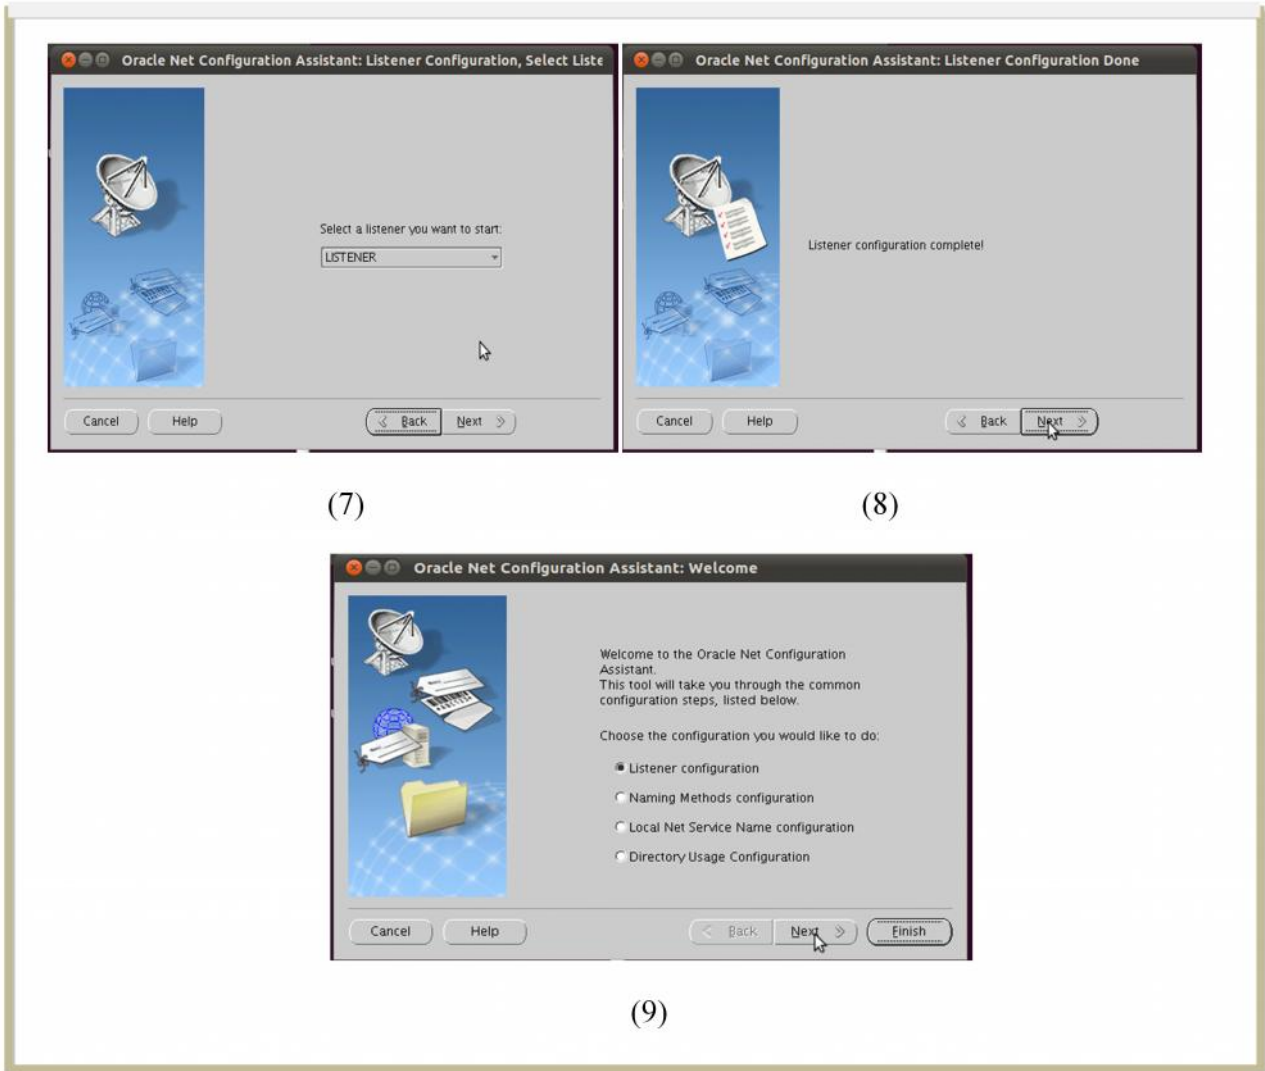 Oracle Net Configuration Assistant: Listener Configuration, Select Liste
Select a listener you want to start:
LISTENER
Cancel
Help
Back
Next
(7)
Oracle Net Configuration Assistant: Listener Configuration Done
Listener configuration complete!
Cancel
Help
Back
Next
(8)
Oracle Net Configuration Assistant: Welcome
Welcome to the Oracle Net Configuration
Assistant.
This tool will take you through the common
configuration steps, listed below.
Choose the configuration you would like to do:
Listener configuration
Naming Methods configuration
Local Net Service Name configuration
Directory Usage Configuration
Cancel
Help
Back
Next
Finish
(9)